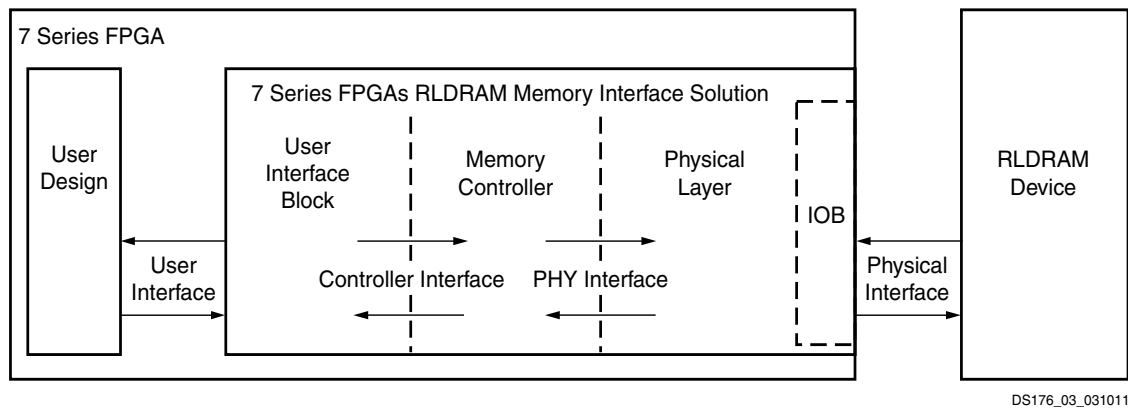 7 Series FPGA
7 Series FPGAs RLDRAM Memory Interface Solution
User
Design
User
Interface
Block
Memory
Controller
Physical
Layer
IOB
RLDRAM
Device
User
Interface
Controller Interface
PHY Interface
Physical
Interface
DS176_03_031011